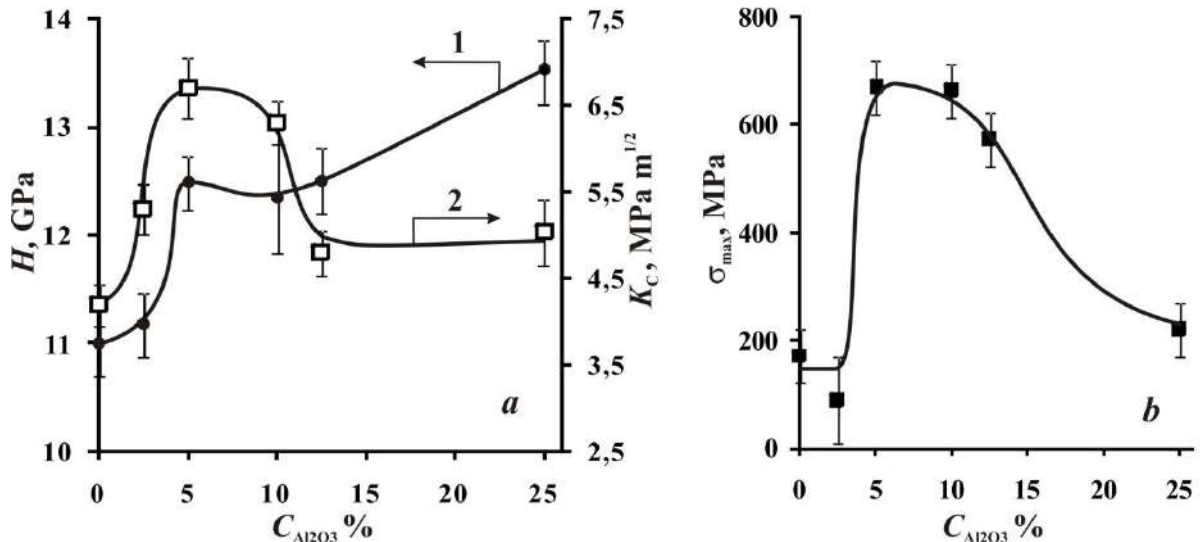 14
13
12
11
10
H, GPa
1
2
a
7,5
6,5
5,5
4,5
3,5
2,5
K_C, MPa m^1/2
0 5 10 15 20 25
C_Al2O3 %
800
600
400
200
0
σ_max, MPa
b
0 5 10 15 20 25
C_Al2O3 %